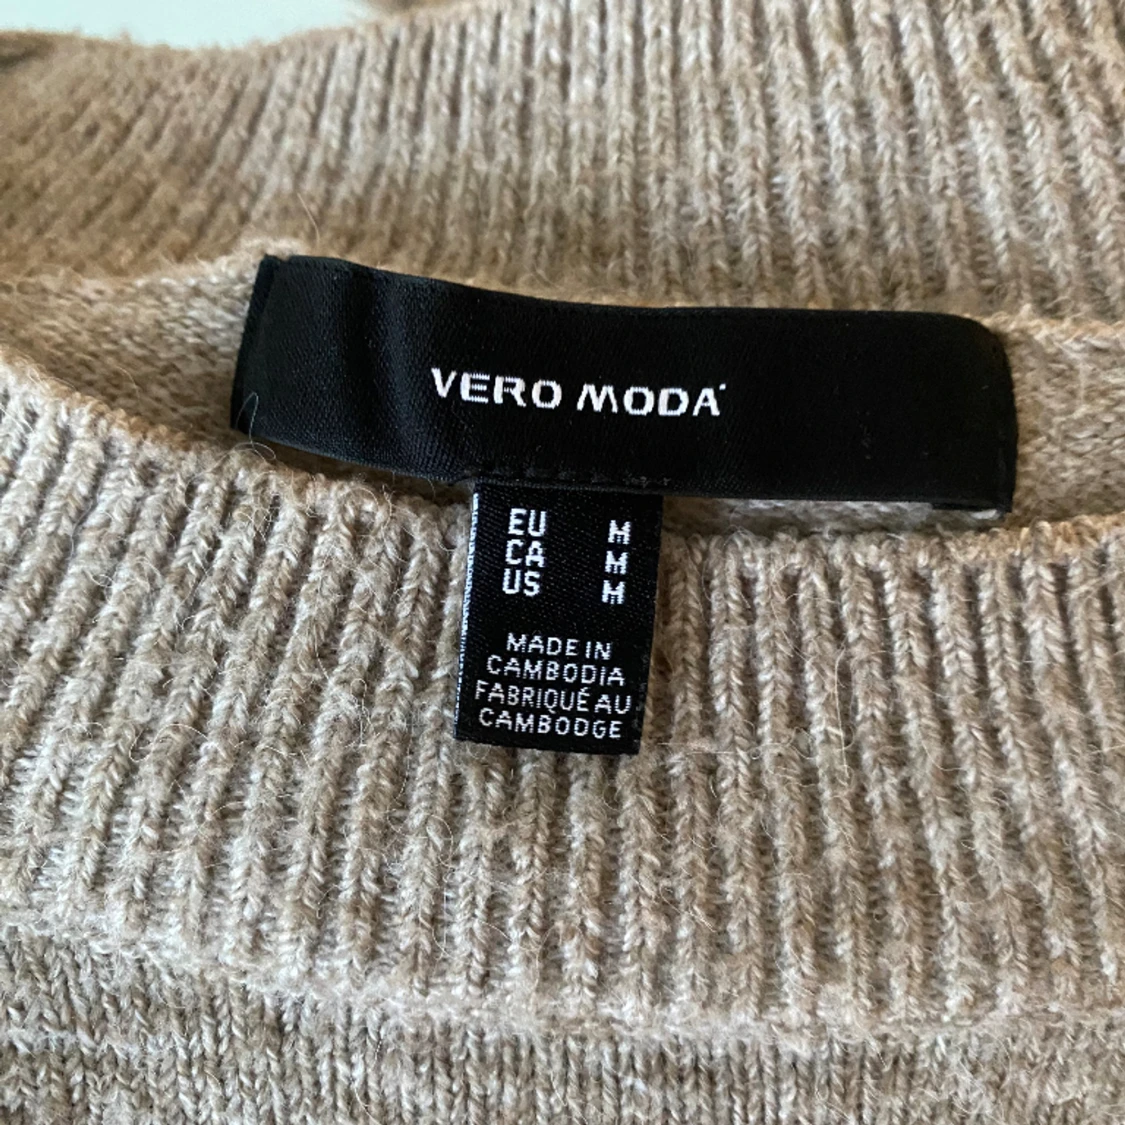 VERO MODA
EU M
CA M
US M
MADE IN
CAMBODIA
FABRIQUÉ AU
CAMBODGE